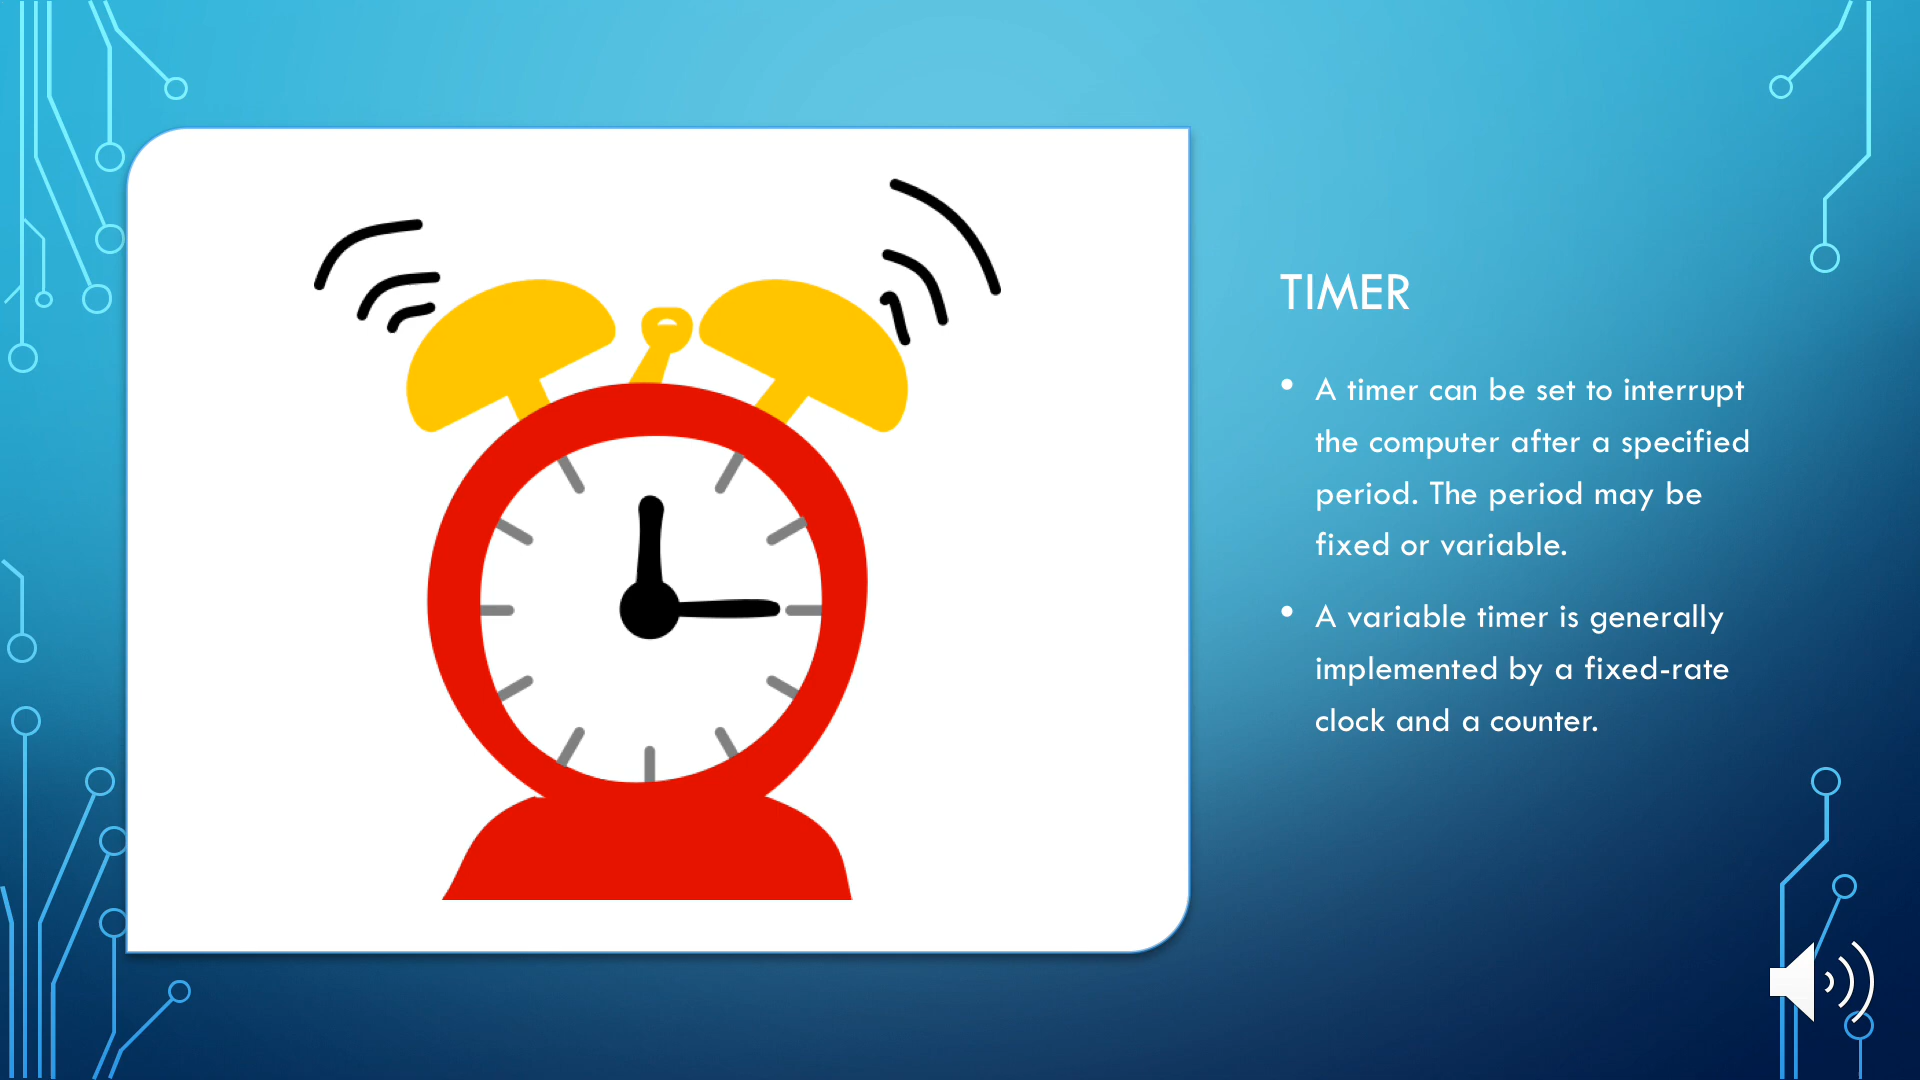 TIMER
• A timer can be set to interrupt
the computer after a specified
period. The period may be
fixed or variable.
• A variable timer is generally
implemented by a fixed-rate
clock and a counter.